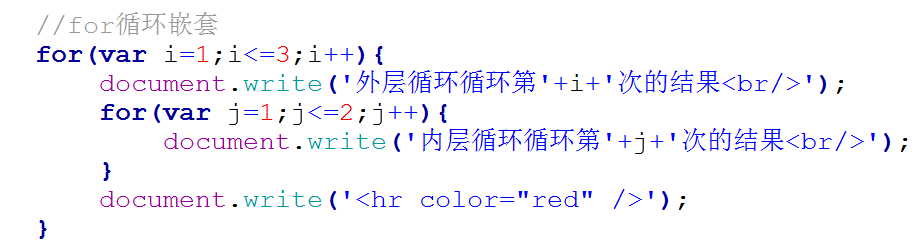 //for循环嵌套
for(var i=1;i<=3;i++){
document.write('外层循环循环第'+i+'次的结果<br/>');
for(var j=1;j<=2;j++){
document.write('内层循环循环第'+j+'次的结果<br/>');
}
document.write('<hr color="red" />');
}